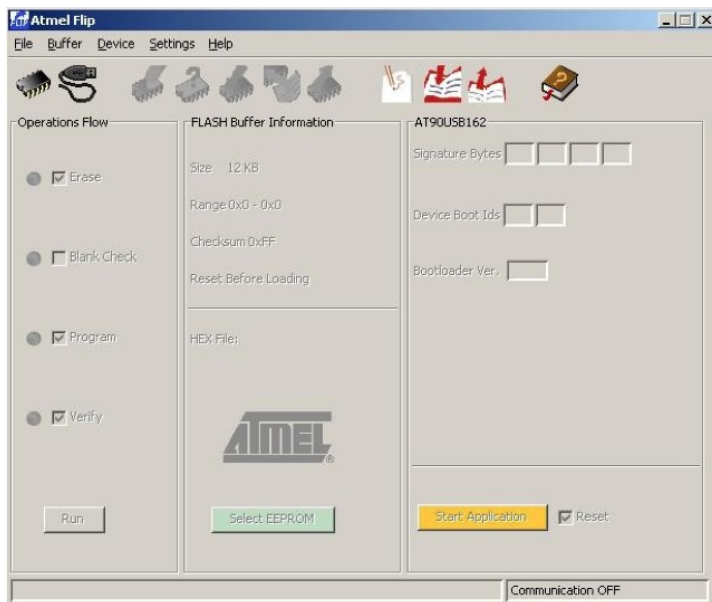 Atmel Flip
File Buffer Device Settings Help
Operations Flow
Erase
Blank Check
Program
Verify
Run
FLASH Buffer Information
Size 12 KB
Range 0x0 - 0x0
Checksum 0xFF
Reset Before Loading
HEX File:
ATMEL
®
Select EEPROM
AT90USB162
Signature Bytes
Device Boot Ids
Bootloader Ver.
Start Application
Reset
Communication OFF